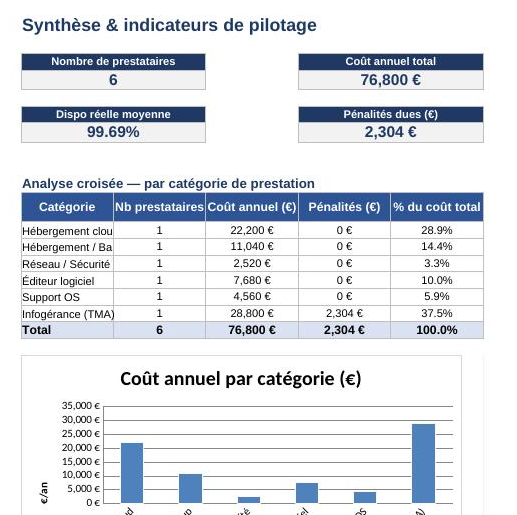 Synthèse & indicateurs de pilotage
Nombre de prestataires Coût annuel total
6 76,800 €
Dispo réelle moyenne Pénalités dues (€)
99.69% 2,304 €
Analyse croisée — par catégorie de prestation
Catégorie Nb prestataires Coût annuel (€) Pénalités (€) % du coût total
Hébergement clou 1 22,200 € 0 € 28.9%
Hébergement / Ba 1 11,040 € 0 € 14.4%
Réseau / Sécurité 1 2,520 € 0 € 3.3%
Éditeur logiciel 1 7,680 € 0 € 10.0%
Support OS 1 4,560 € 0 € 5.9%
Infogérance (TMA) 1 28,800 € 2,304 € 37.5%
Total 6 76,800 € 2,304 € 100.0%
Coût annuel par catégorie (€)
35,000 €
30,000 €
25,000 €
20,000 €
15,000 €
10,000 €
5,000 €
0 €
€/an